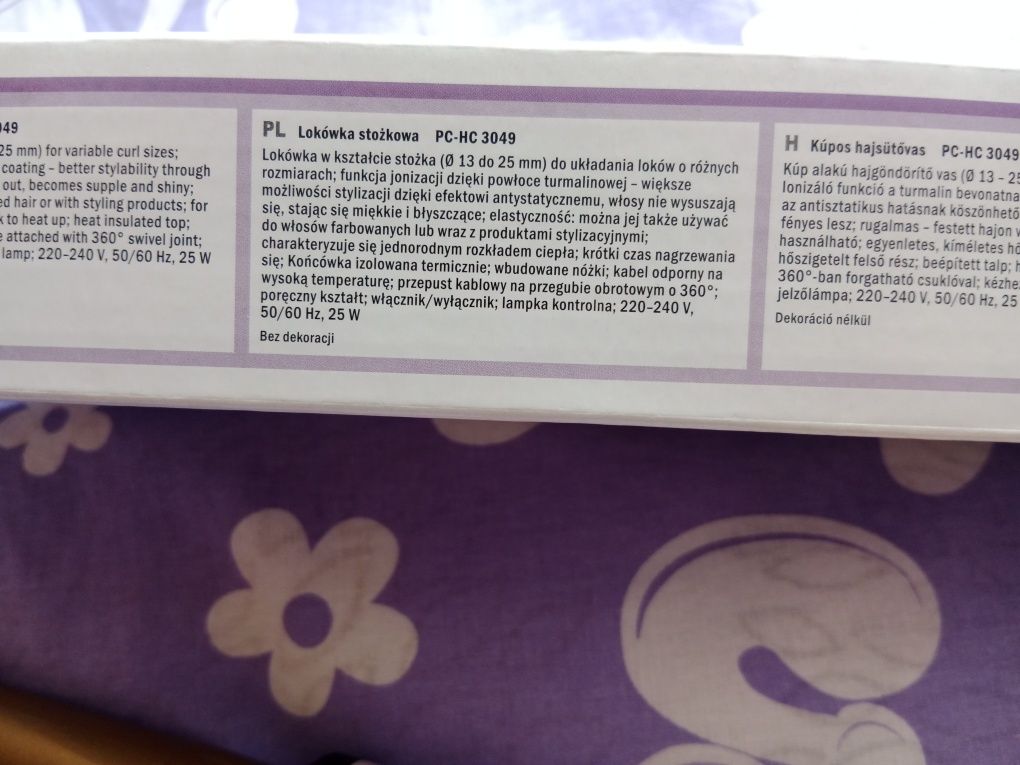 49
25 mm) for variable curl sizes;
coating – better stylability through
out, becomes supple and shiny;
ed hair or with styling products; for
to heat up; heat insulated top;
attached with 360° swivel joint;
lamp; 220–240 V, 50/60 Hz, 25 W
PL Lokówka stożkowa PC-HC 3049
Lokówka w kształcie stożka (Ø 13 do 25 mm) do układania loków o różnych
rozmiarach; funkcja jonizacji dzięki powłoce turmalinowej – większe
możliwości stylizacji dzięki efektowi antystatycznemu, włosy nie wysuszają
się, stając się miękkie i błyszczące; elastyczność: można jej także używać
do włosów farbowanych lub wraz z produktami stylizacyjnymi;
charakteryzuje się jednorodnym rozkładem ciepła; krótki czas nagrzewania
się; Końcówka izolowana termicznie; wbudowane nóżki; kabel odporny na
wysoką temperaturę; przepust kablowy na przegubie obrotowym o 360°;
poręczny kształt; włącznik/wyłącznik; lampka kontrolna; 220–240 V,
50/60 Hz, 25 W
Bez dekoracji
H Kúpos hajsütővas PC-HC 3049
Kúp alakú hajgöndörítő vas (Ø 13 – 25
Ionizáló funkció a turmalin bevonatna
az antisztatikus hatásnak köszönhető
fényes lesz; rugalmas – festett hajon
használható; egyenletes, kíméletes hő
hőszigetelt felső rész; beépített talp; h
360°-ban forgatható csuklóval; kézhe
jelzőlámpa; 220–240 V, 50/60 Hz, 25
Dekoráció nélkül